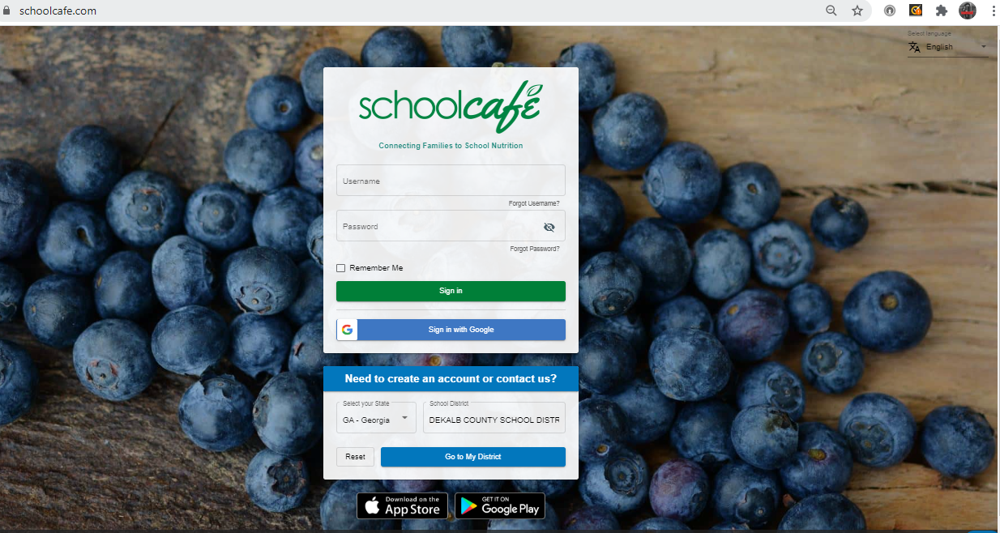 schoolcafe.com
Select language
English
schoolcafé
Connecting Families to School Nutrition
Username
Forgot Username?
Password
Forgot Password?
Remember Me
Sign in
Sign in with Google
Need to create an account or contact us?
Select your State
GA - Georgia
School District
DEKALB COUNTY SCHOOL DISTR
Reset
Go to My District
Download on the
App Store
GET IT ON
Google Play